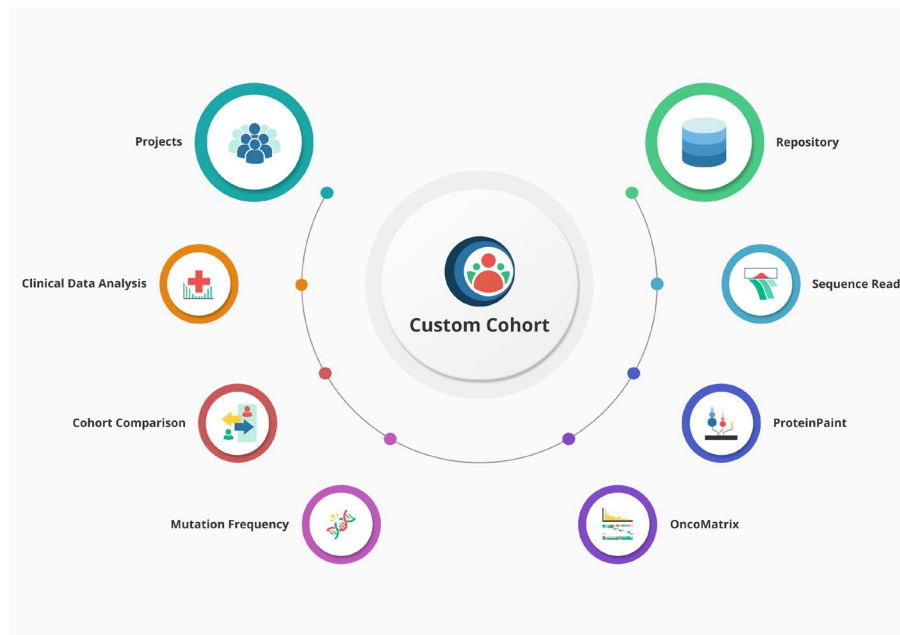 Projects
Repository
Clinical Data Analysis
Sequence Read
Custom Cohort
Cohort Comparison
ProteinPaint
Mutation Frequency
OncoMatrix